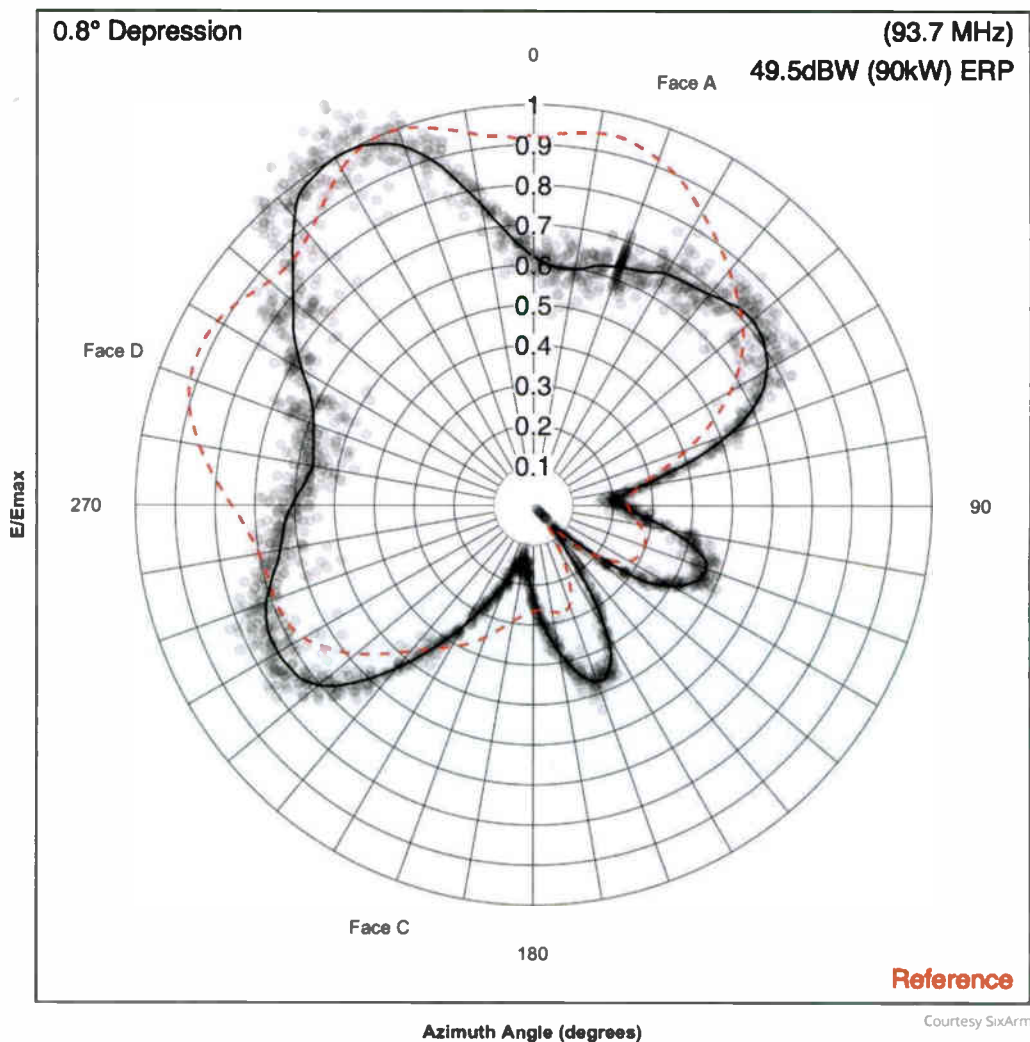 0.8° Depression
(93.7 MHz)
49.5dBW (90kW) ERP
0
Face A
1
0.9
0.8
0.7
0.6
0.5
0.4
0.3
0.2
0.1
Face D
270
90
E/Emax
Face C
180
Reference
Courtesy SixArm
Azimuth Angle (degrees)